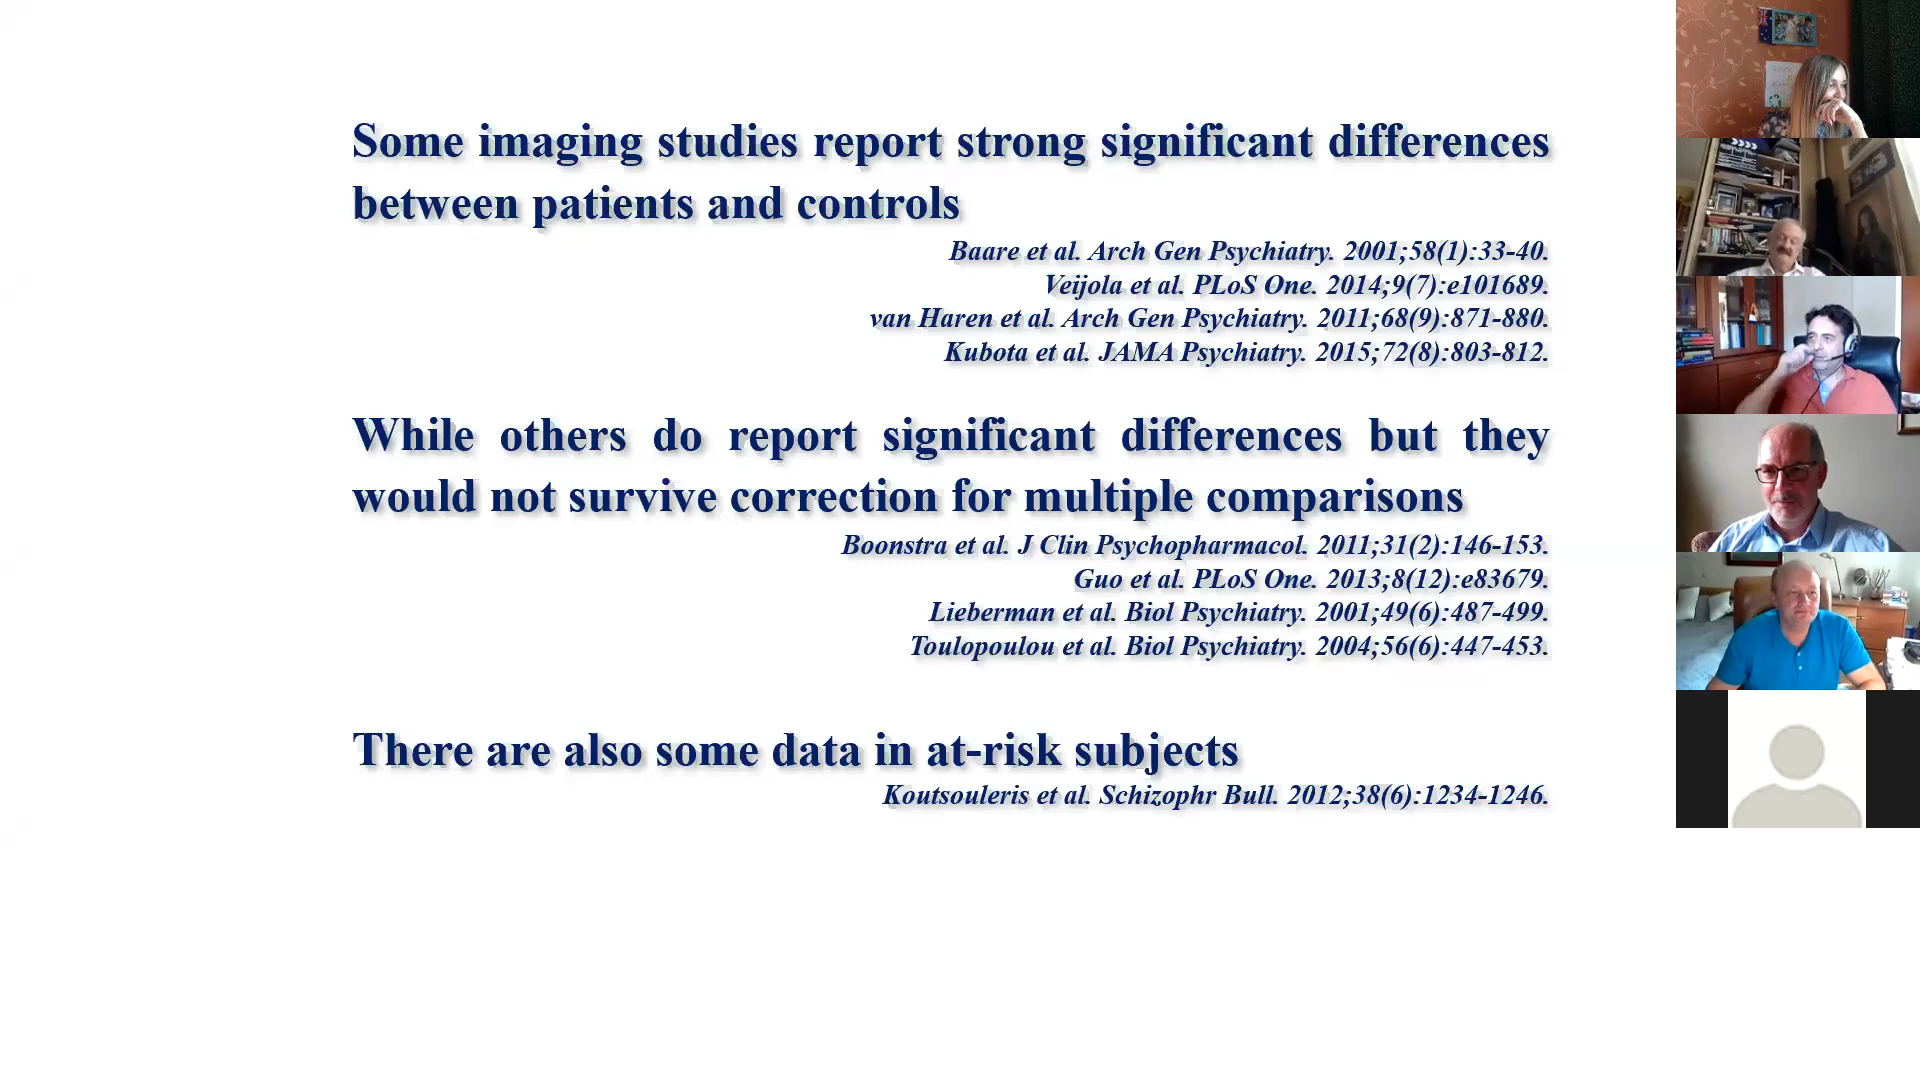 Some imaging studies report strong significant differences
between patients and controls
Baare et al. Arch Gen Psychiatry. 2001;58(1):33-40.
Veijola et al. PLoS One. 2014;9(7):e101689.
van Haren et al. Arch Gen Psychiatry. 2011;68(9):871-880.
Kubota et al. JAMA Psychiatry. 2015;72(8):803-812.
While others do report significant differences but they
would not survive correction for multiple comparisons
Boonstra et al. J Clin Psychopharmacol. 2011;31(2):146-153.
Guo et al. PLoS One. 2013;8(12):e83679.
Lieberman et al. Biol Psychiatry. 2001;49(6):487-499.
Toulopoulou et al. Biol Psychiatry. 2004;56(6):447-453.
There are also some data in at-risk subjects
Koutsouleris et al. Schizophr Bull. 2012;38(6):1234-1246.